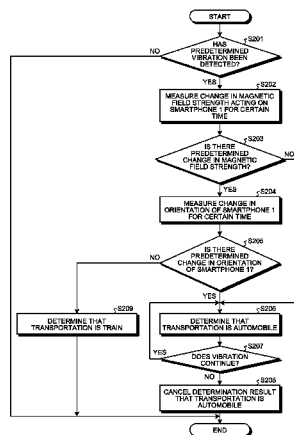 START
S201
HAS
PREDETERMINED
VIBRATION BEEN
DETECTED?
NO
YES
S202
MEASURE CHANGE IN MAGNETIC
FIELD STRENGTH ACTING ON
SMARTPHONE 1 FOR CERTAIN
TIME
S203
IS THERE
PREDETERMINED
CHANGE IN MAGNETIC
FIELD STRENGTH?
NO
YES
S204
MEASURE CHANGE IN
ORIENTATION OF SMARTPHONE 1
FOR CERTAIN TIME
S205
IS THERE
PREDETERMINED
CHANGE IN ORIENTATION
OF SMARTPHONE 1?
NO
YES
S209
DETERMINE THAT
TRANSPORTATION IS TRAIN
S206
DETERMINE THAT
TRANSPORTATION IS AUTOMOBILE
S207
DOES VIBRATION
CONTINUE?
YES
NO
S208
CANCEL DETERMINATION RESULT
THAT TRANSPORTATION IS
AUTOMOBILE
END